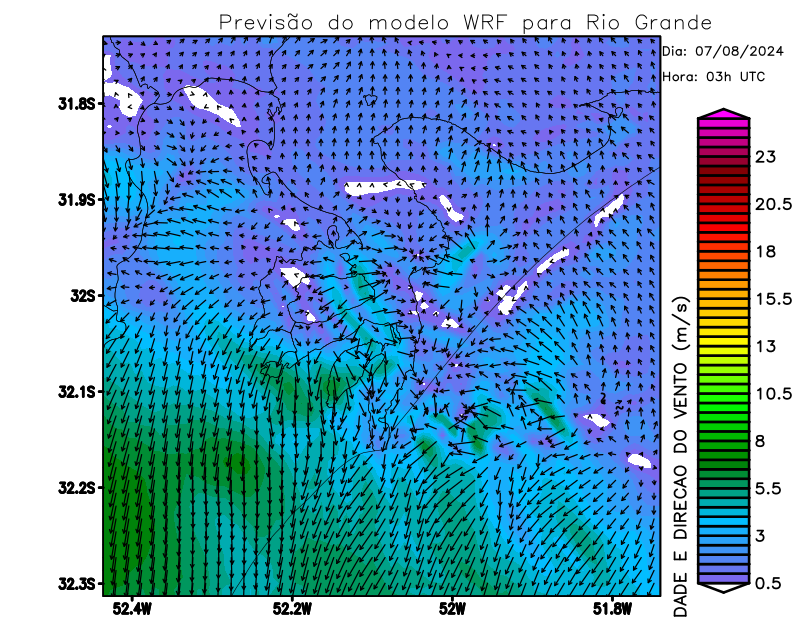 Previsão do modelo WRF para Rio Grande
Dia: 07/08/2024
Hora: 03h UTC
31.8S
31.9S
32S
32.1S
32.2S
32.3S
52.4W
52.2W
52W
51.8W
23
20.5
18
15.5
13
10.5
8
5.5
3
0.5
DADE E DIRECAO DO VENTO (m/s)